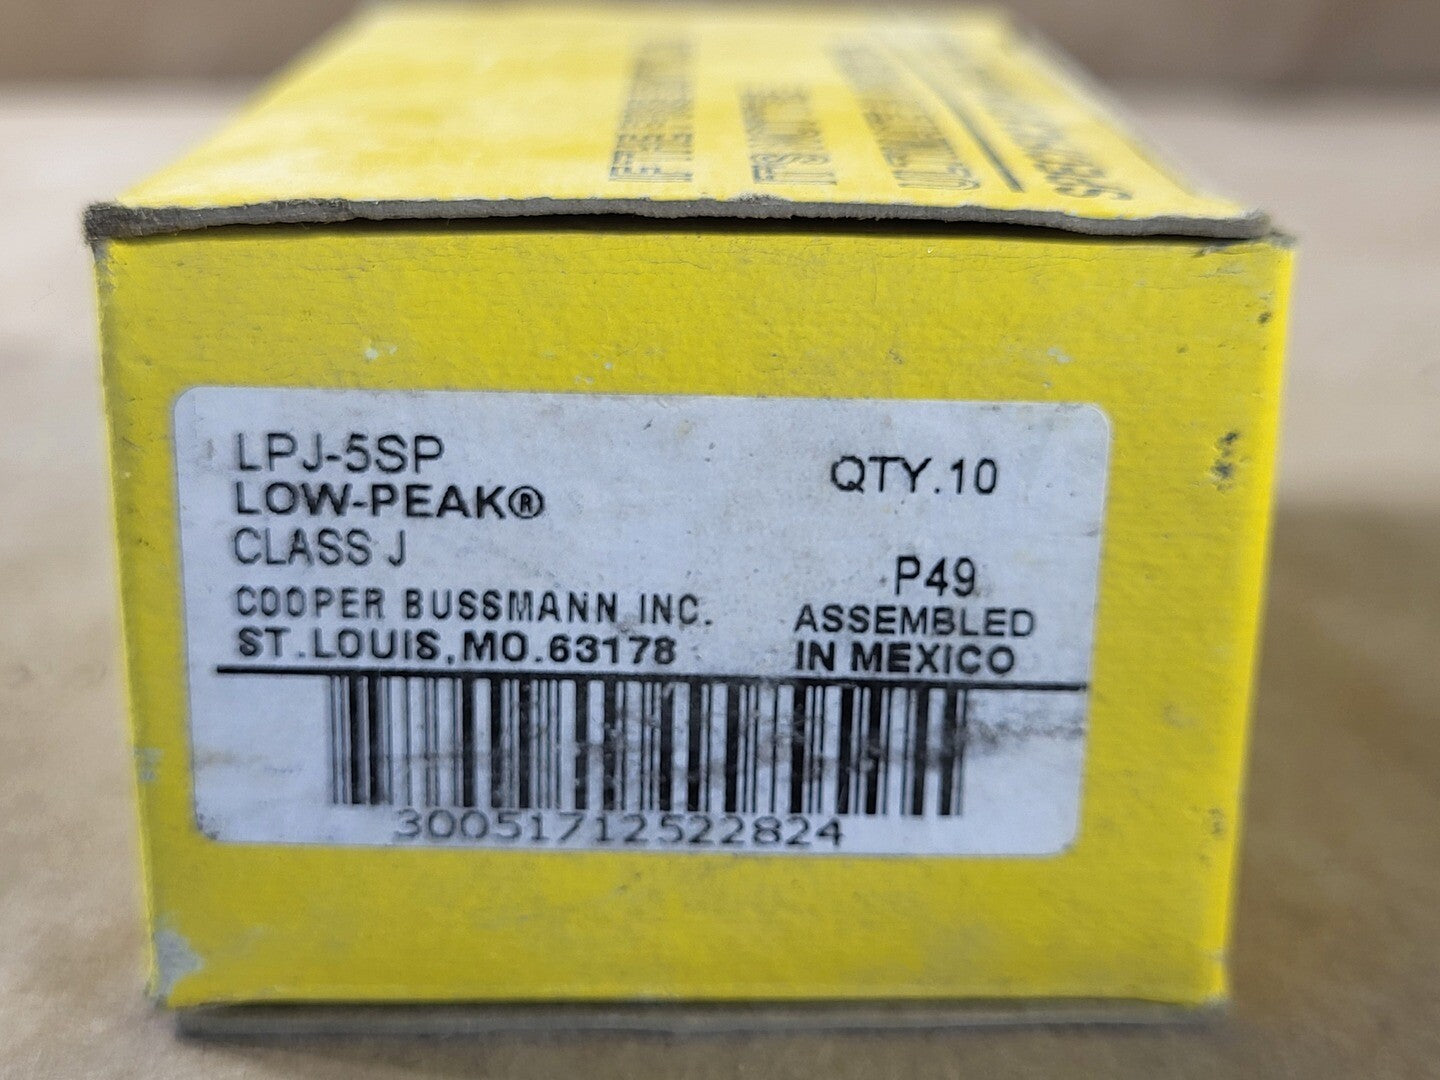 LPJ-5SP
LOW-PEAK®
CLASS J
QTY.10
COOPER BUSSMANN INC.
ST.LOUIS,MO.63178
P49
ASSEMBLED
IN MEXICO
30051712522824